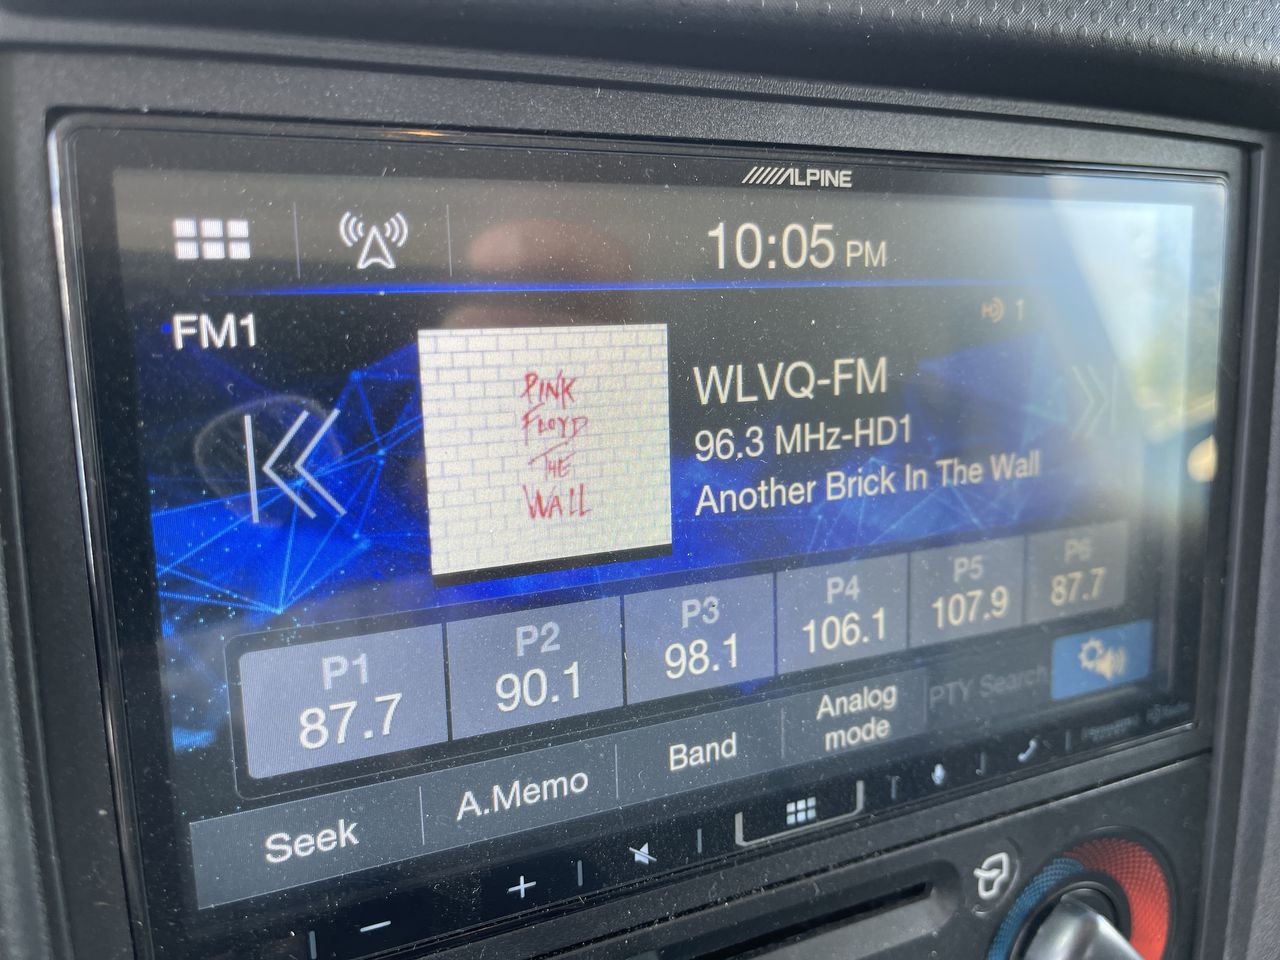 ALPINE
10:05 PM
FM1
1
PINK
FLOYD
THE
WALL
WLVQ-FM
96.3 MHz-HD1
Another Brick In The Wall
P1
87.7
P2
90.1
P3
98.1
P4
106.1
P5
107.9
P6
87.7
Seek
A.Memo
Band
Analog
mode
PTY Search